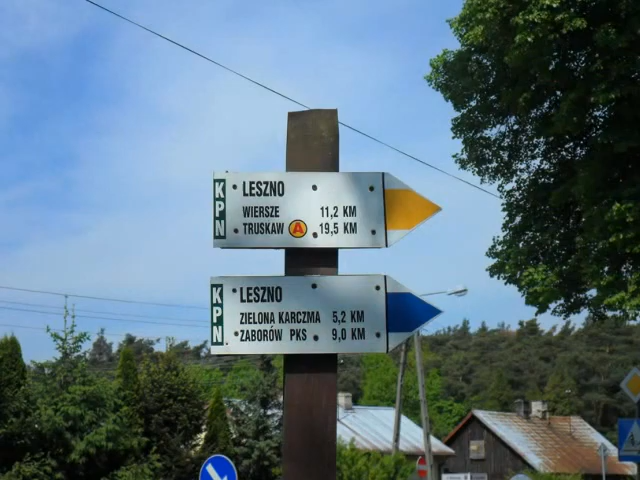 KPN
LESZNO
WIERSZE 11,2 KM
TRUSKAW A 19,5 KM
KPN
LESZNO
ZIELONA KARCZMA 5,2 KM
ZABORÓW PKS 9,0 KM